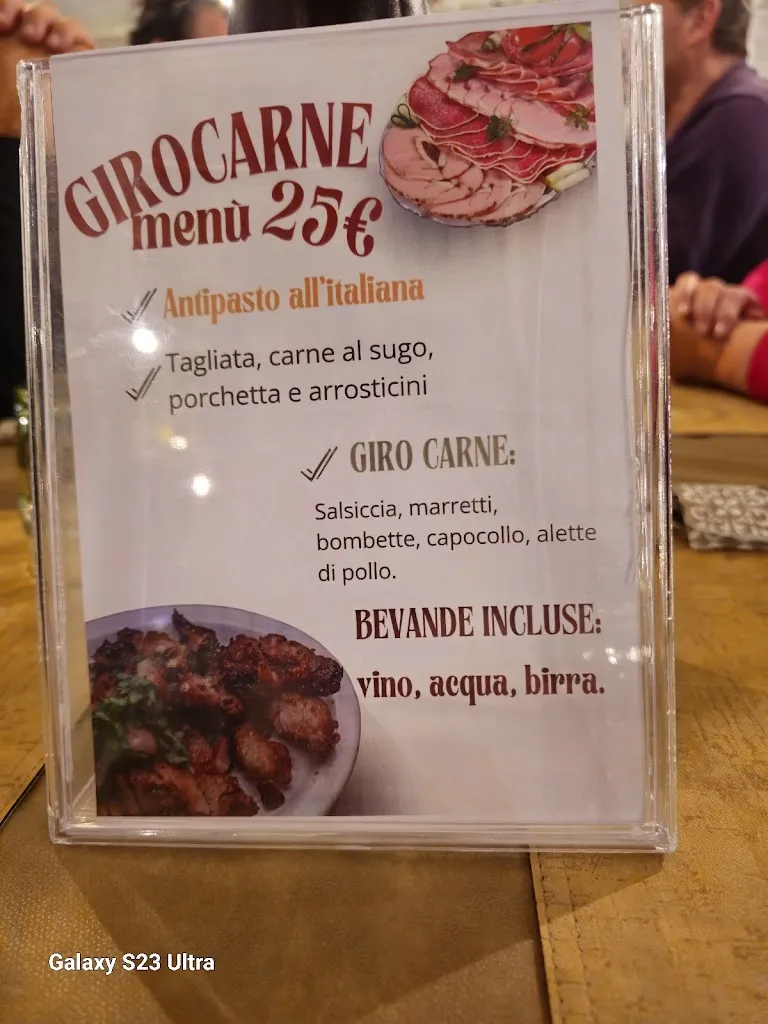 GIROCARNE
menù 25€
Antipasto all'italiana
Tagliata, carne al sugo,
porchetta e arrosticini
GIRO CARNE:
Salsiccia, marretti,
bombette, capocollo, alette
di pollo.
BEVANDE INCLUSE:
vino, acqua, birra.
Galaxy S23 Ultra